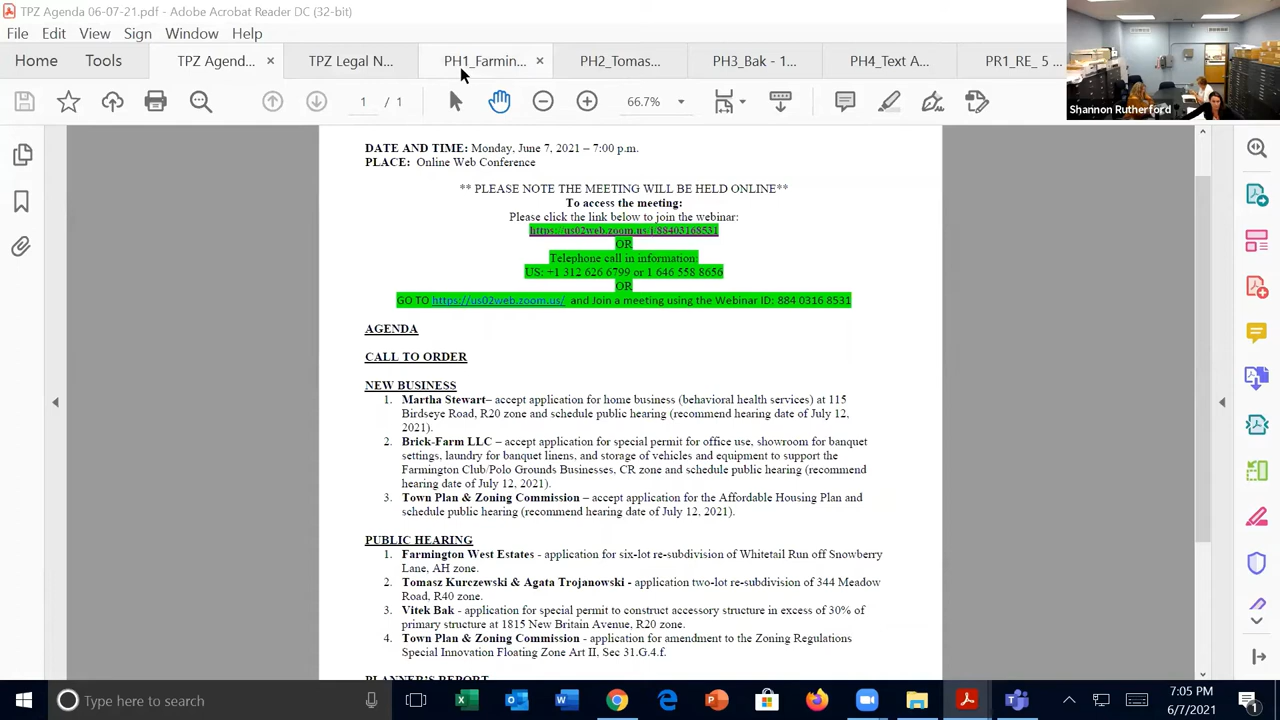 TPZ Agenda 06-07-21.pdf - Adobe Acrobat Reader DC (32-bit)
File Edit View Sign Window Help
Home Tools TPZ Agend... × TPZ Legal N... PH1_Farmin... × PH2_Tomas... PH3_Bak - 1... PH4_Text A... PR1_RE_ 5 ...
1 / 1 66.7%
Shannon Rutherford
DATE AND TIME: Monday, June 7, 2021 – 7:00 p.m.
PLACE: Online Web Conference
** PLEASE NOTE THE MEETING WILL BE HELD ONLINE**
To access the meeting:
Please click the link below to join the webinar:
https://us02web.zoom.us/j/88403168531
OR
Telephone call in information:
US: +1 312 626 6799 or 1 646 558 8656
OR
GO TO https://us02web.zoom.us/ and Join a meeting using the Webinar ID: 884 0316 8531
AGENDA
CALL TO ORDER
NEW BUSINESS
1. Martha Stewart– accept application for home business (behavioral health services) at 115
Birdseye Road, R20 zone and schedule public hearing (recommend hearing date of July 12,
2021).
2. Brick-Farm LLC – accept application for special permit for office use, showroom for banquet
settings, laundry for banquet linens, and storage of vehicles and equipment to support the
Farmington Club/Polo Grounds Businesses, CR zone and schedule public hearing (recommend
hearing date of July 12, 2021).
3. Town Plan & Zoning Commission – accept application for the Affordable Housing Plan and
schedule public hearing (recommend hearing date of July 12, 2021).
PUBLIC HEARING
1. Farmington West Estates - application for six-lot re-subdivision of Whitetail Run off Snowberry
Lane, AH zone.
2. Tomasz Kurczewski & Agata Trojanowski - application two-lot re-subdivision of 344 Meadow
Road, R40 zone.
3. Vitek Bak - application for special permit to construct accessory structure in excess of 30% of
primary structure at 1815 New Britain Avenue, R20 zone.
4. Town Plan & Zoning Commission - application for amendment to the Zoning Regulations
Special Innovation Floating Zone Art II, Sec 31.G.4.f.
PLANNER'S REPORT
Type here to search
7:05 PM
6/7/2021
1